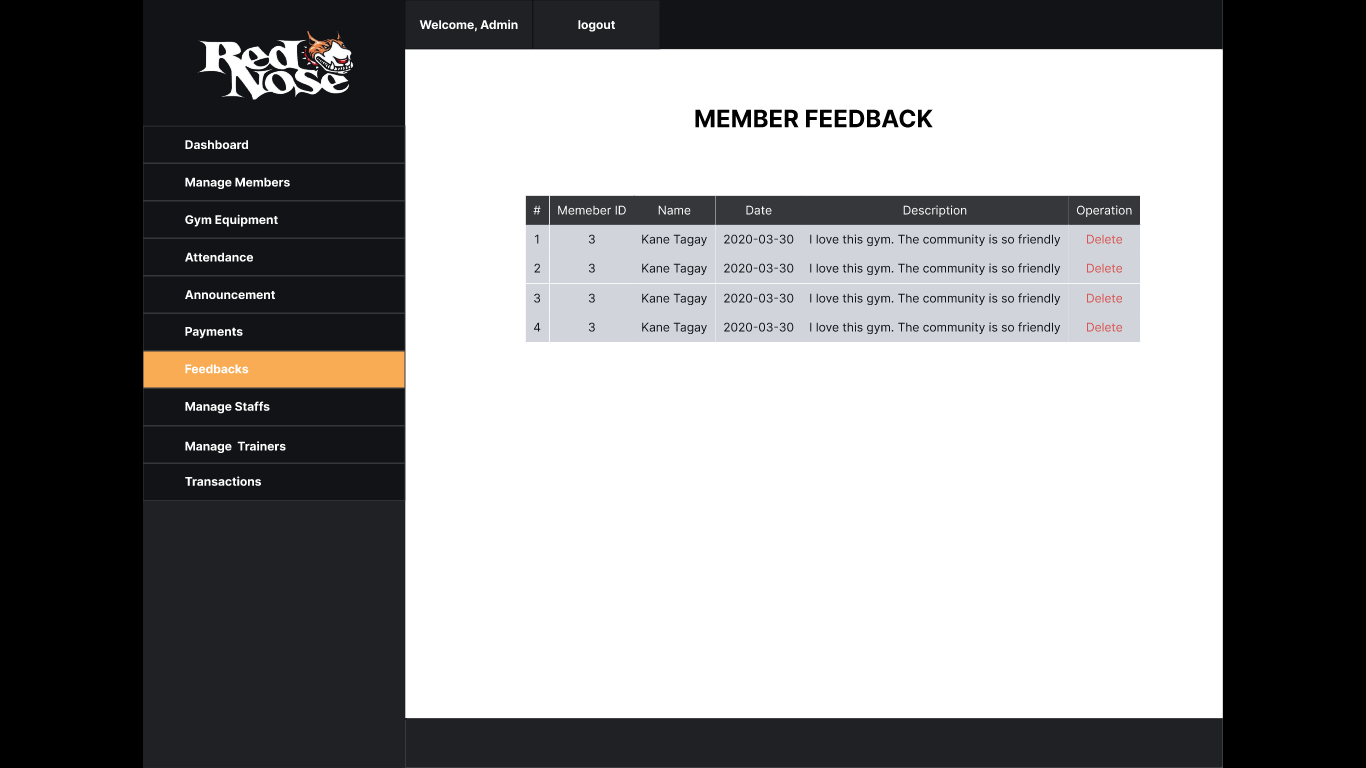 Red
Nose
Welcome, Admin
logout
Dashboard
Manage Members
Gym Equipment
Attendance
Announcement
Payments
Feedbacks
Manage Staffs
Manage  Trainers
Transactions
MEMBER FEEDBACK
# Memeber ID Name Date Description Operation
1 3 Kane Tagay 2020-03-30 I love this gym. The community is so friendly Delete
2 3 Kane Tagay 2020-03-30 I love this gym. The community is so friendly Delete
3 3 Kane Tagay 2020-03-30 I love this gym. The community is so friendly Delete
4 3 Kane Tagay 2020-03-30 I love this gym. The community is so friendly Delete